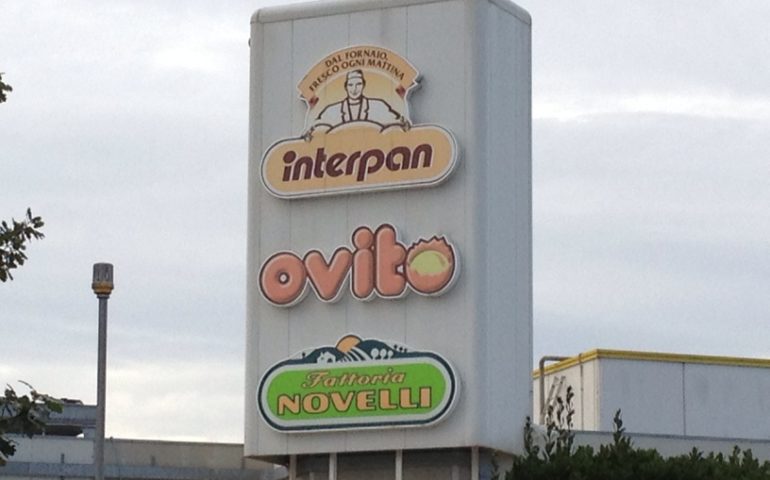 DAL FORNAIO,
FRESCO OGNI MATTINA
interpan
ovito
Fattoria
NOVELLI